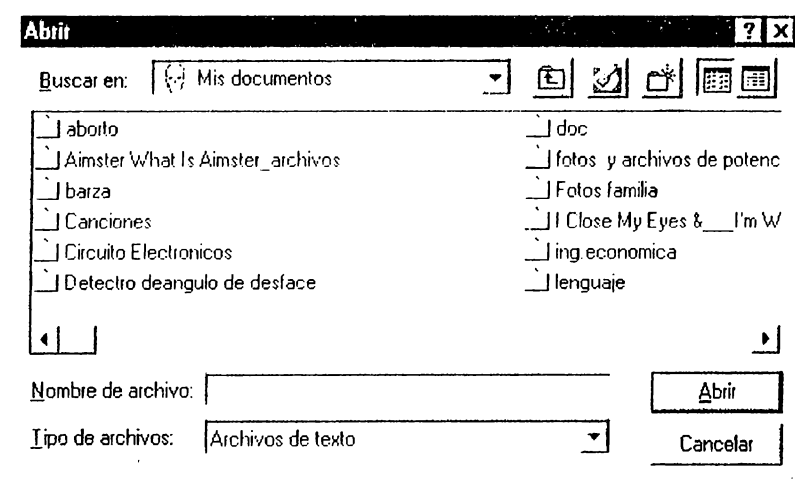 Abrir
Buscar en: Mis documentos
aborto
Aimster What Is Aimster_archivos
barza
Canciones
Circuito Electronicos
Detectro deangulo de desface
doc
fotos y archivos de potenc
Fotos familia
I Close My Eyes &___I'm W
ing.economica
lenguaje
Nombre de archivo:
Abrir
Tipo de archivos: Archivos de texto
Cancelar